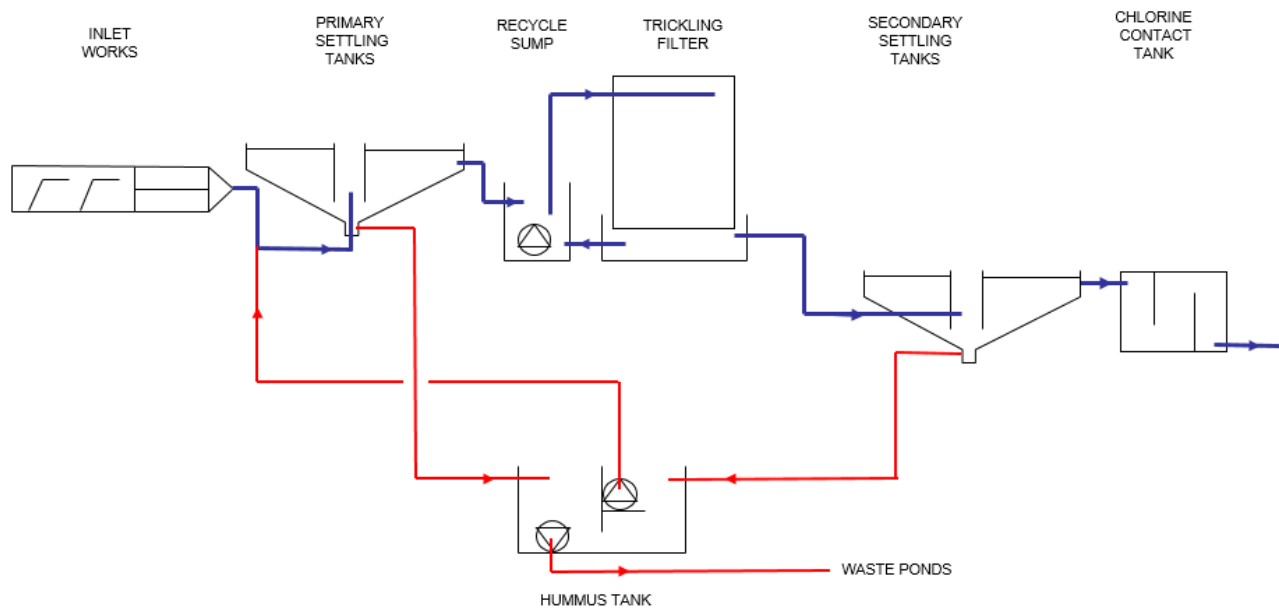 INLET
WORKS
PRIMARY
SETTLING
TANKS
RECYCLE
SUMP
TRICKLING
FILTER
SECONDARY
SETTLING
TANKS
CHLORINE
CONTACT
TANK
WASTE PONDS
HUMMUS TANK